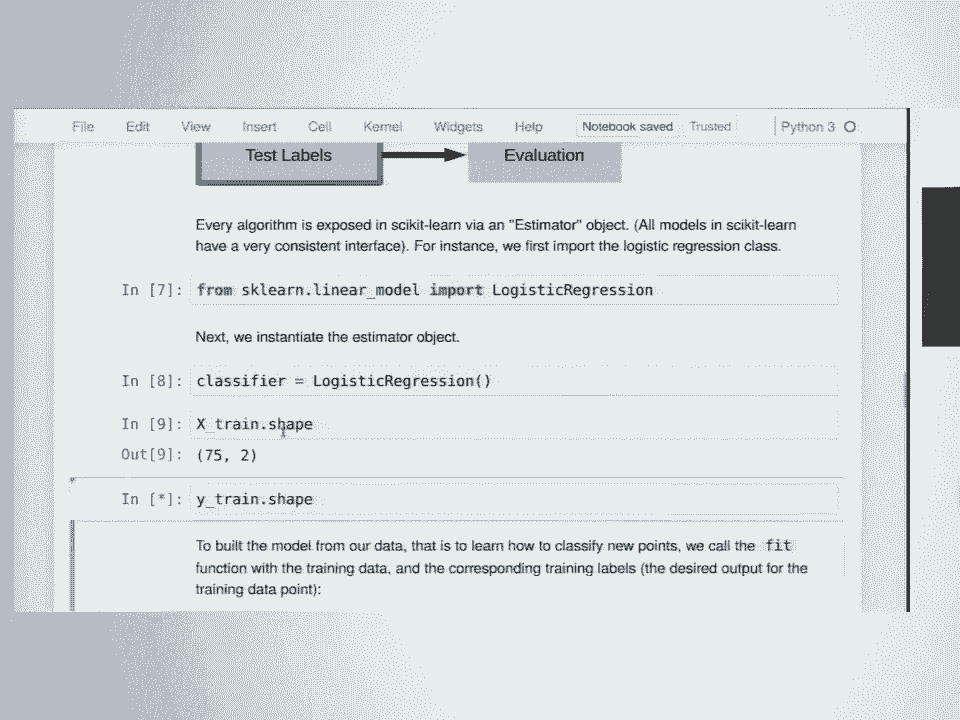 File Edit View Insert Cell Kernel Widgets Help Notebook saved Trusted Python 3
Test Labels Evaluation
Every algorithm is exposed in scikit-learn via an "Estimator" object. (All models in scikit-learn
have a very consistent interface). For instance, we first import the logistic regression class.
In [7]: from sklearn.linear_model import LogisticRegression
Next, we instantiate the estimator object.
In [8]: classifier = LogisticRegression()
In [9]: X_train.shape
Out[9]: (75, 2)
In [*]: y_train.shape
To built the model from our data, that is to learn how to classify new points, we call the fit
function with the training data, and the corresponding training labels (the desired output for the
training data point):